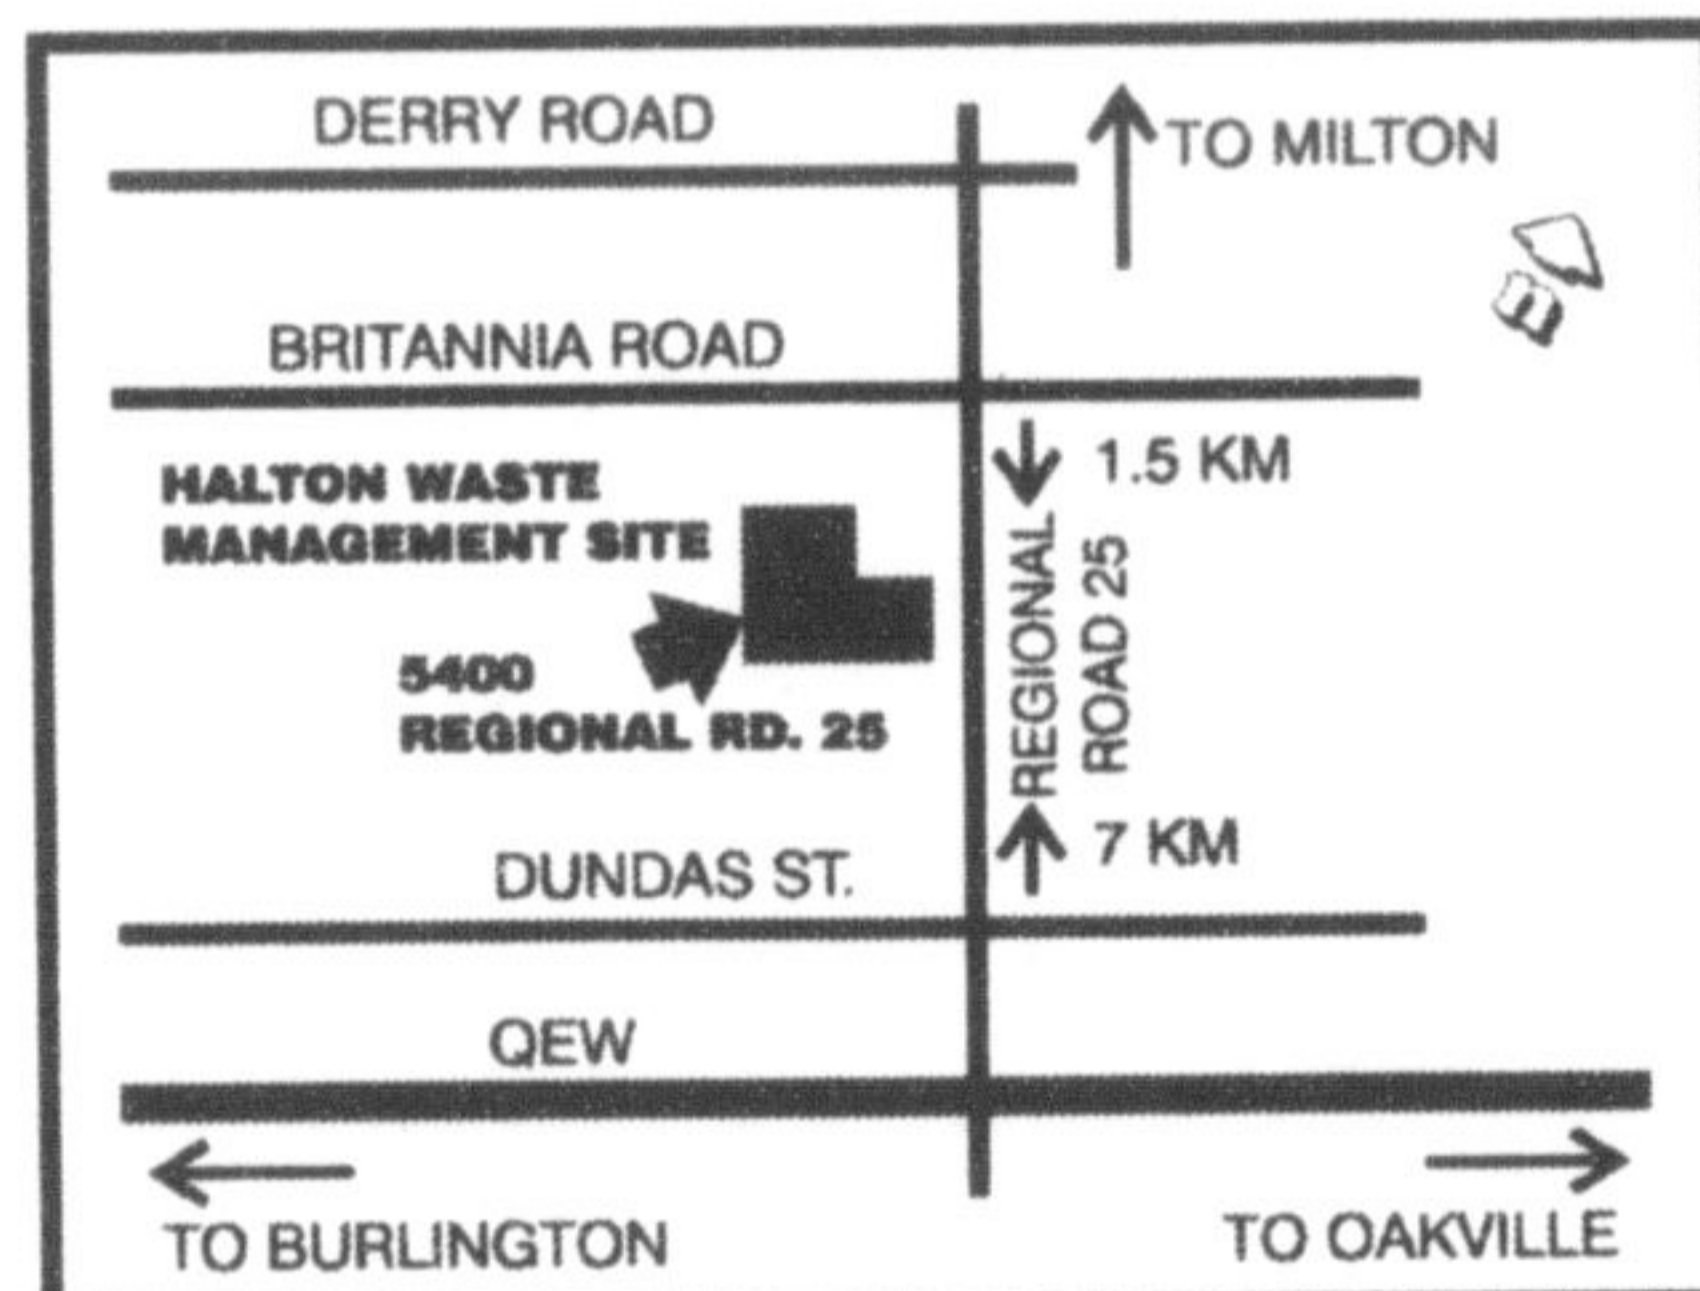 DERRY ROAD
TO MILTON
BRITANNIA ROAD
HALTON WASTE
MANAGEMENT SITE
1.5 KM
REGIONAL
ROAD 25
5400
REGIONAL RD. 25
7 KM
DUNDAS ST.
QEW
TO BURLINGTON
TO OAKVILLE